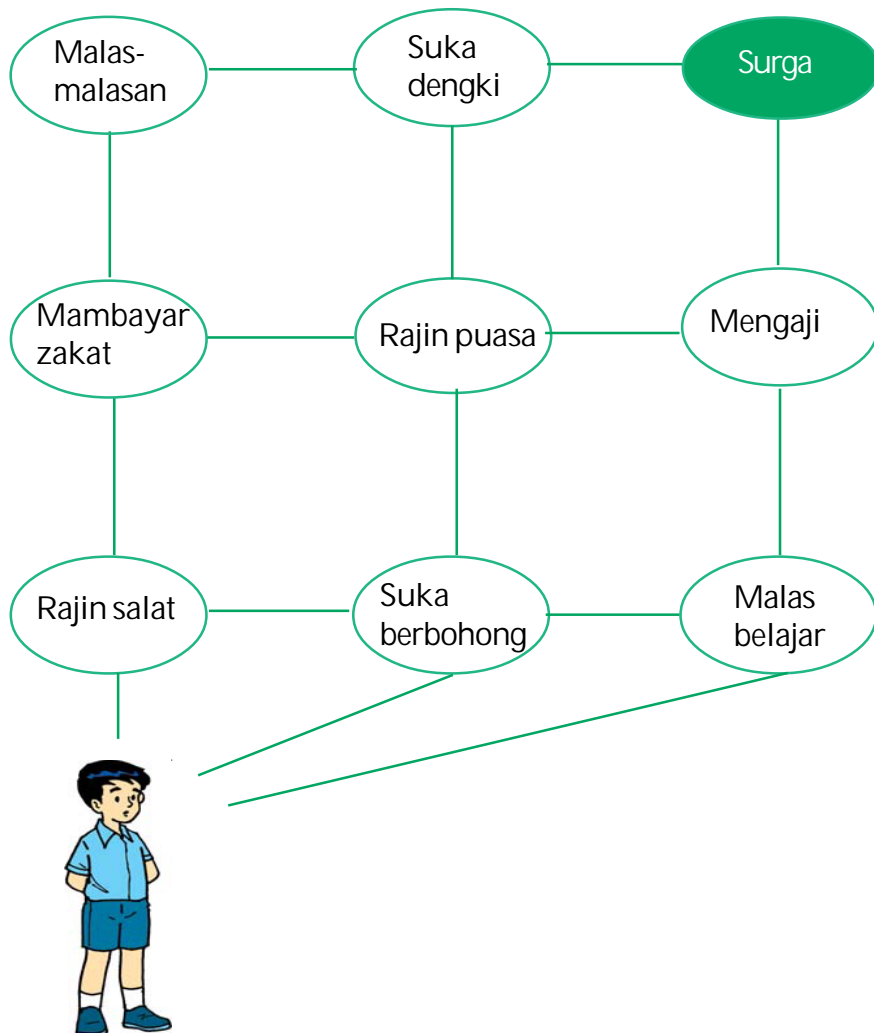 Malas-
malasan
Suka
dengki
Surga
Mambayar
zakat
Rajin puasa
Mengaji
Rajin salat
Suka
berbohong
Malas
belajar